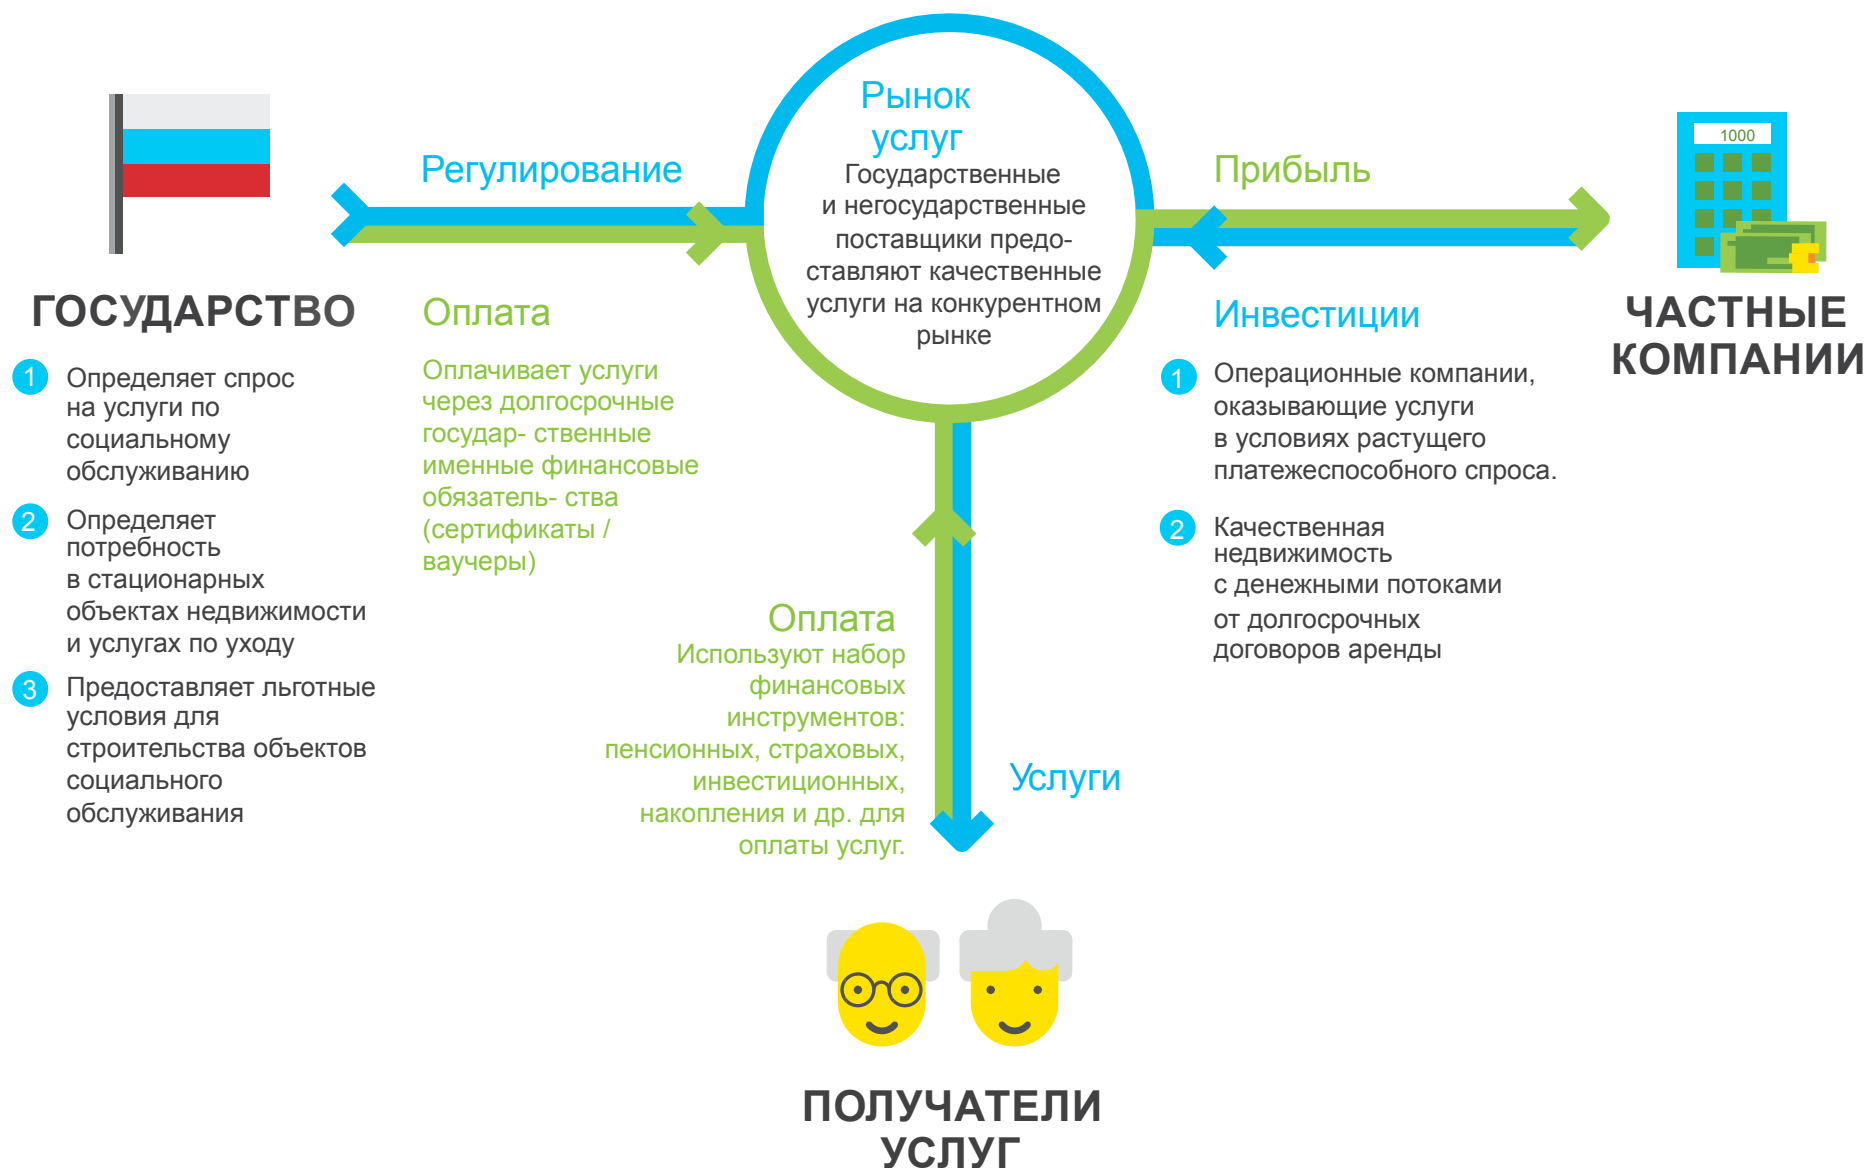 Рынок
услуг
Государственные
и негосударственные
поставщики предо-
ставляют качественные
услуги на конкурентном
рынке
Регулирование
Прибыль
1000
ГОСУДАРСТВО
1 Определяет спрос
на услуги по
социальному
обслуживанию
2 Определяет
потребность
в стационарных
объектах недвижимости
и услугах по уходу
3 Предоставляет льготные
условия для
строительства объектов
социального
обслуживания
Оплата
Оплачивает услуги
через долгосрочные
государ- ственные
именные финансовые
обязатель- ства
(сертификаты /
ваучеры)
Оплата
Используют набор
финансовых
инструментов:
пенсионных, страховых,
инвестиционных,
накопления и др. для
оплаты услуг.
Услуги
Инвестиции
1 Операционные компании,
оказывающие услуги
в условиях растущего
платежеспособного спроса.
2 Качественная
недвижимость
с денежными потоками
от долгосрочных
договоров аренды
ЧАСТНЫЕ
КОМПАНИИ
ПОЛУЧАТЕЛИ
УСЛУГ